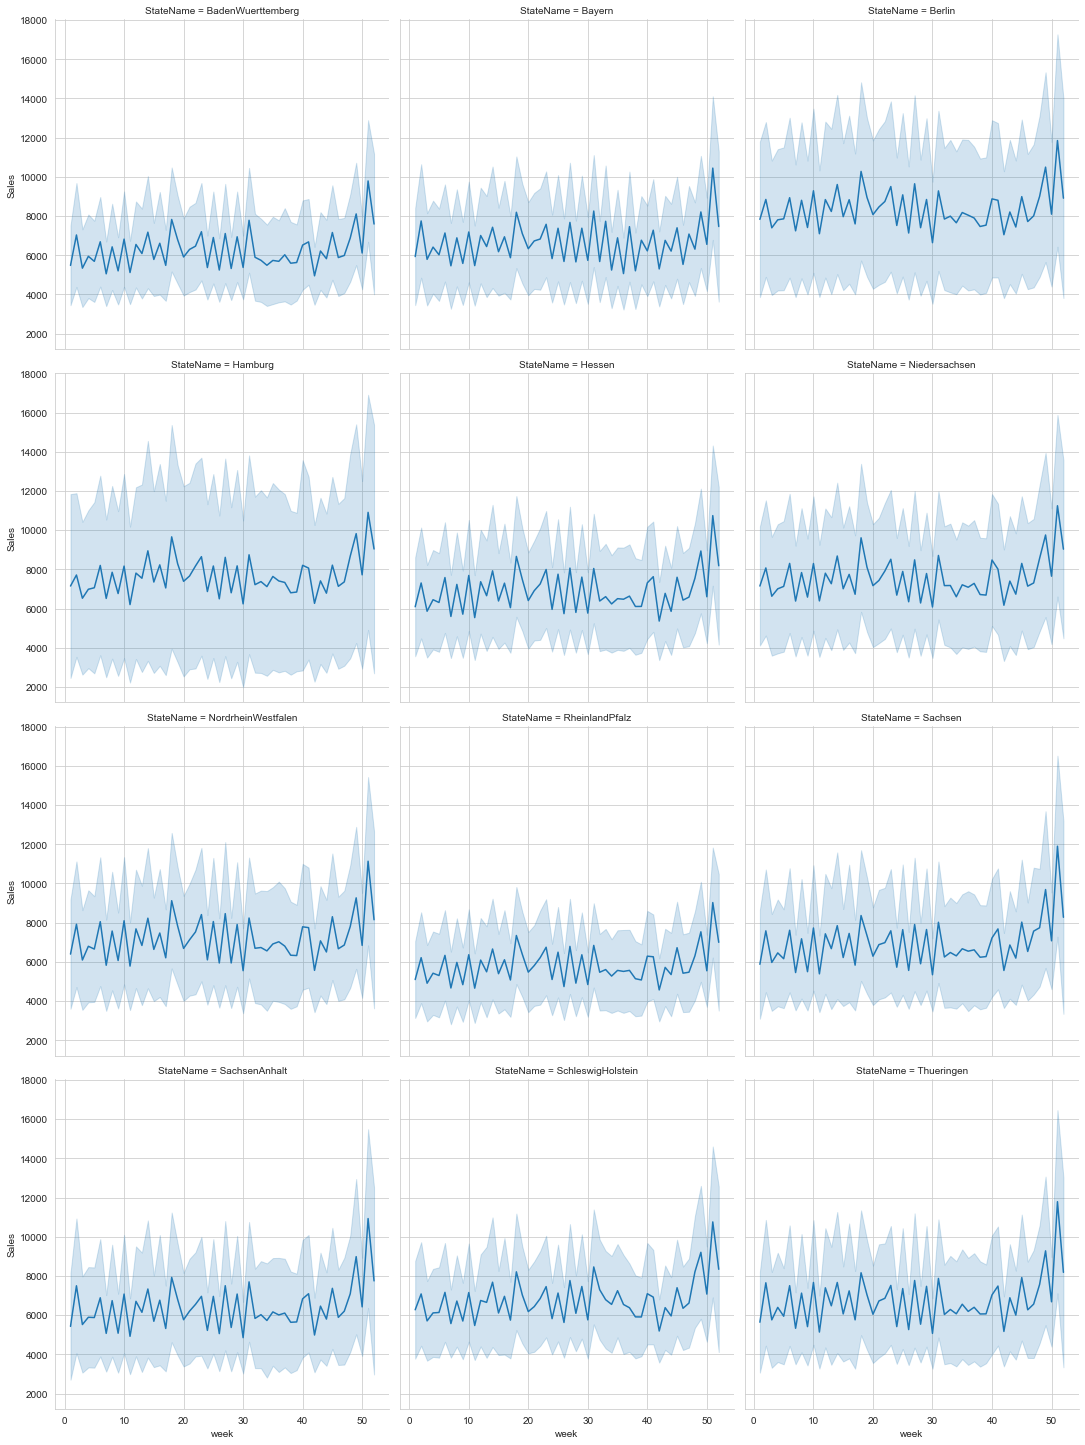 StateName = BadenWuerttemberg
StateName = Bayern
StateName = Berlin
18000
16000
14000
12000
10000
8000
6000
4000
2000
Sales
StateName = Hamburg
StateName = Hessen
StateName = Niedersachsen
18000
16000
14000
12000
10000
8000
6000
4000
2000
Sales
StateName = NordrheinWestfalen
StateName = RheinlandPfalz
StateName = Sachsen
18000
16000
14000
12000
10000
8000
6000
4000
2000
Sales
StateName = SachsenAnhalt
StateName = SchleswigHolstein
StateName = Thueringen
18000
16000
14000
12000
10000
8000
6000
4000
2000
Sales
0 10 20 30 40 50
0 10 20 30 40 50
0 10 20 30 40 50
week
week
week